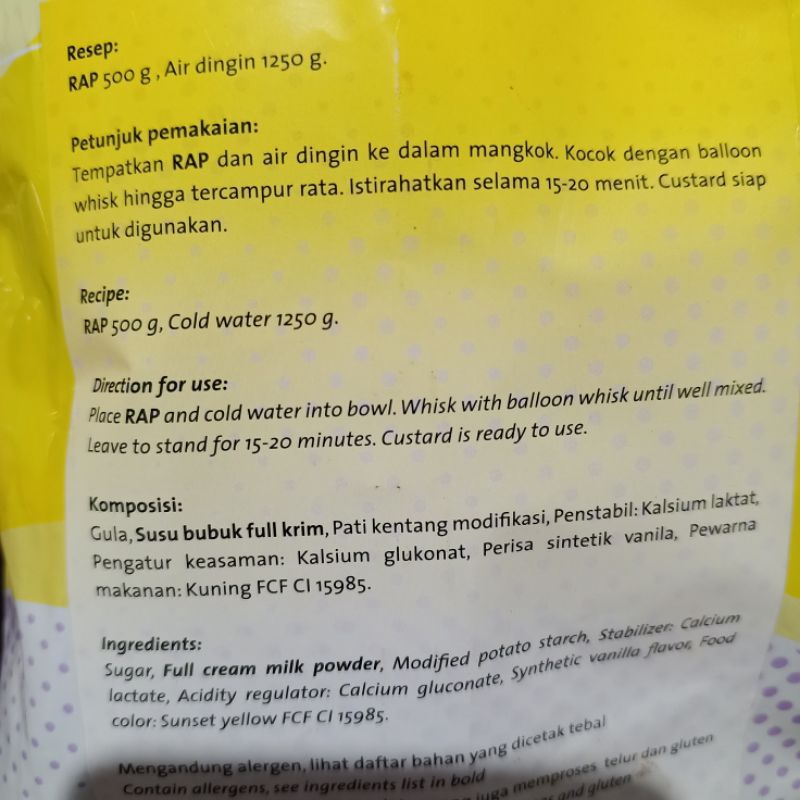 Resep:
RAP 500 g , Air dingin 1250 g.
Petunjuk pemakaian:
Tempatkan RAP dan air dingin ke dalam mangkok. Kocok dengan balloon
whisk hingga tercampur rata. Istirahatkan selama 15-20 menit. Custard siap
untuk digunakan.
Recipe:
RAP 500 g, Cold water 1250 g.
Direction for use:
Place RAP and cold water into bowl. Whisk with balloon whisk until well mixed.
Leave to stand for 15-20 minutes. Custard is ready to use.
Komposisi:
Gula, Susu bubuk full krim, Pati kentang modifikasi, Penstabil: Kalsium laktat,
Pengatur keasaman: Kalsium glukonat, Perisa sintetik vanila, Pewarna
makanan: Kuning FCF CI 15985.
Ingredients:
Sugar, Full cream milk powder, Modified potato starch, Stabilizer: Calcium
lactate, Acidity regulator: Calcium gluconate, Synthetic vanilla flavor, Food
color: Sunset yellow FCF CI 15985.
Mengandung alergen, lihat daftar bahan yang dicetak tebal
Contain allergens, see ingredients list in bold
juga memproses telur dan gluten
and gluten